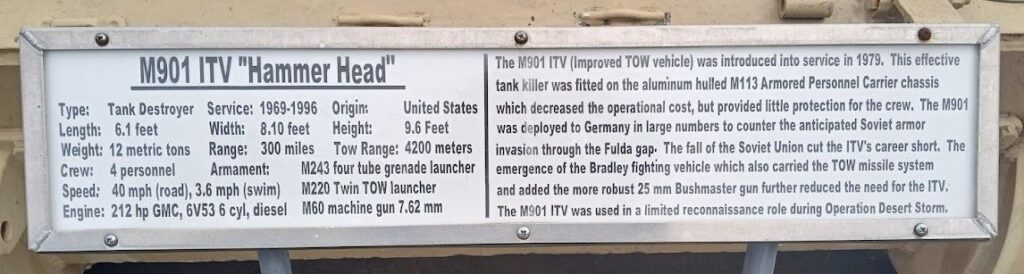 M901 ITV "Hammer Head"
Type: Tank Destroyer Service: 1969-1996 Origin: United States
Length: 6.1 feet Width: 8.10 feet Height: 9.6 Feet
Weight: 12 metric tons Range: 300 miles Tow Range: 4200 meters
Crew: 4 personnel Armament: M243 four tube grenade launcher
Speed: 40 mph (road), 3.6 mph (swim) M220 Twin TOW launcher
Engine: 212 hp GMC, 6V53 6 cyl, diesel M60 machine gun 7.62 mm
The M901 ITV (Improved TOW vehicle) was introduced into service in 1979. This effective
tank killer was fitted on the aluminum hulled M113 Armored Personnel Carrier chassis
which decreased the operational cost, but provided little protection for the crew. The M901
was deployed to Germany in large numbers to counter the anticipated Soviet armor
invasion through the Fulda gap. The fall of the Soviet Union cut the ITV's career short. The
emergence of the Bradley fighting vehicle which also carried the TOW missile system
and added the more robust 25 mm Bushmaster gun further reduced the need for the ITV.
The M901 ITV was used in a limited reconnaissance role during Operation Desert Storm.